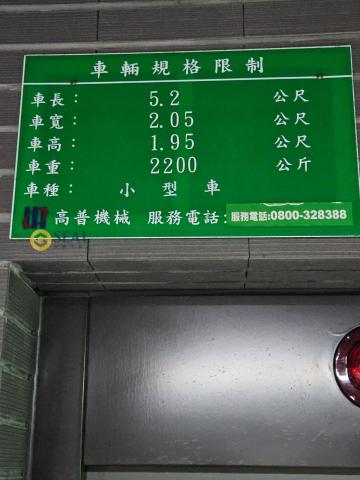 車輛規格限制
車長： 5.2 公尺
車寬： 2.05 公尺
車高： 1.95 公尺
車重： 2200 公斤
車種： 小型車
高普機械 服務電話: 服務電話:0800-328388
SEAL